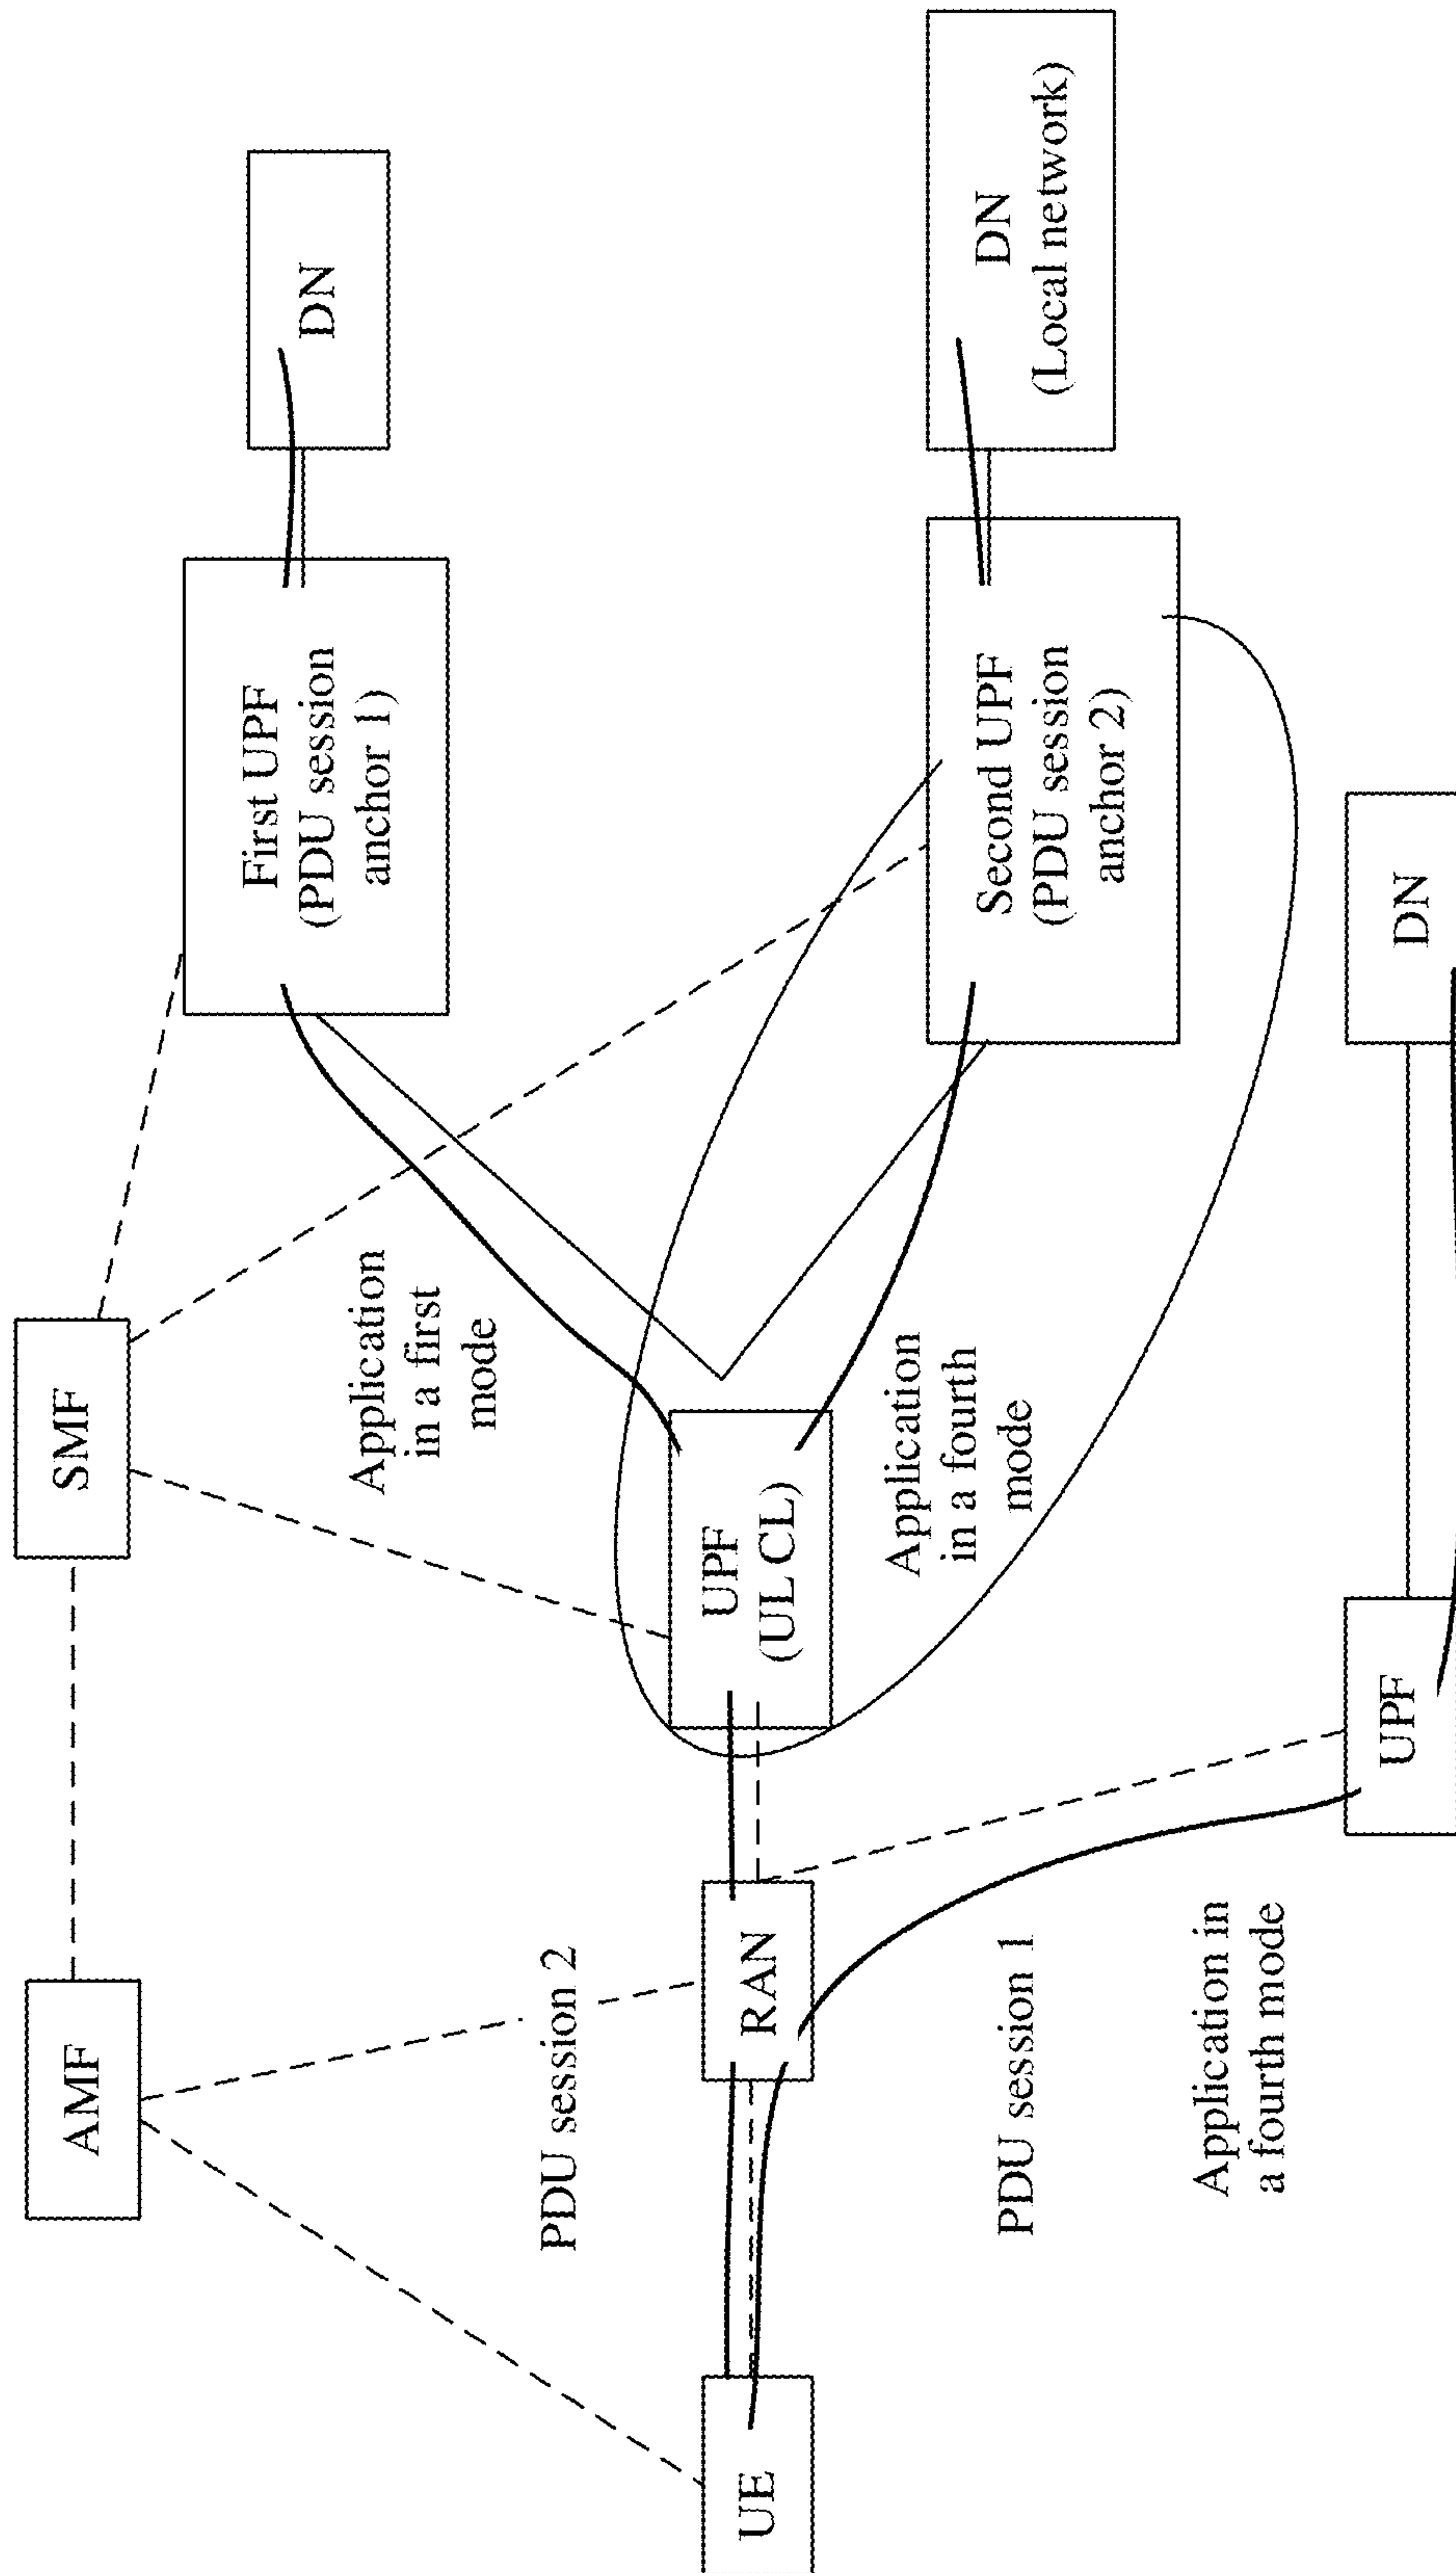 AMF
SMF
First UPF
(PDU session
anchor 1)
DN
Application
in a first
mode
PDU session 2
UE
RAN
UPF
(UL CL)
Application
in a fourth
mode
Second UPF
(PDU session
anchor 2)
DN
(Local network)
PDU session 1
Application in
a fourth mode
UPF
DN